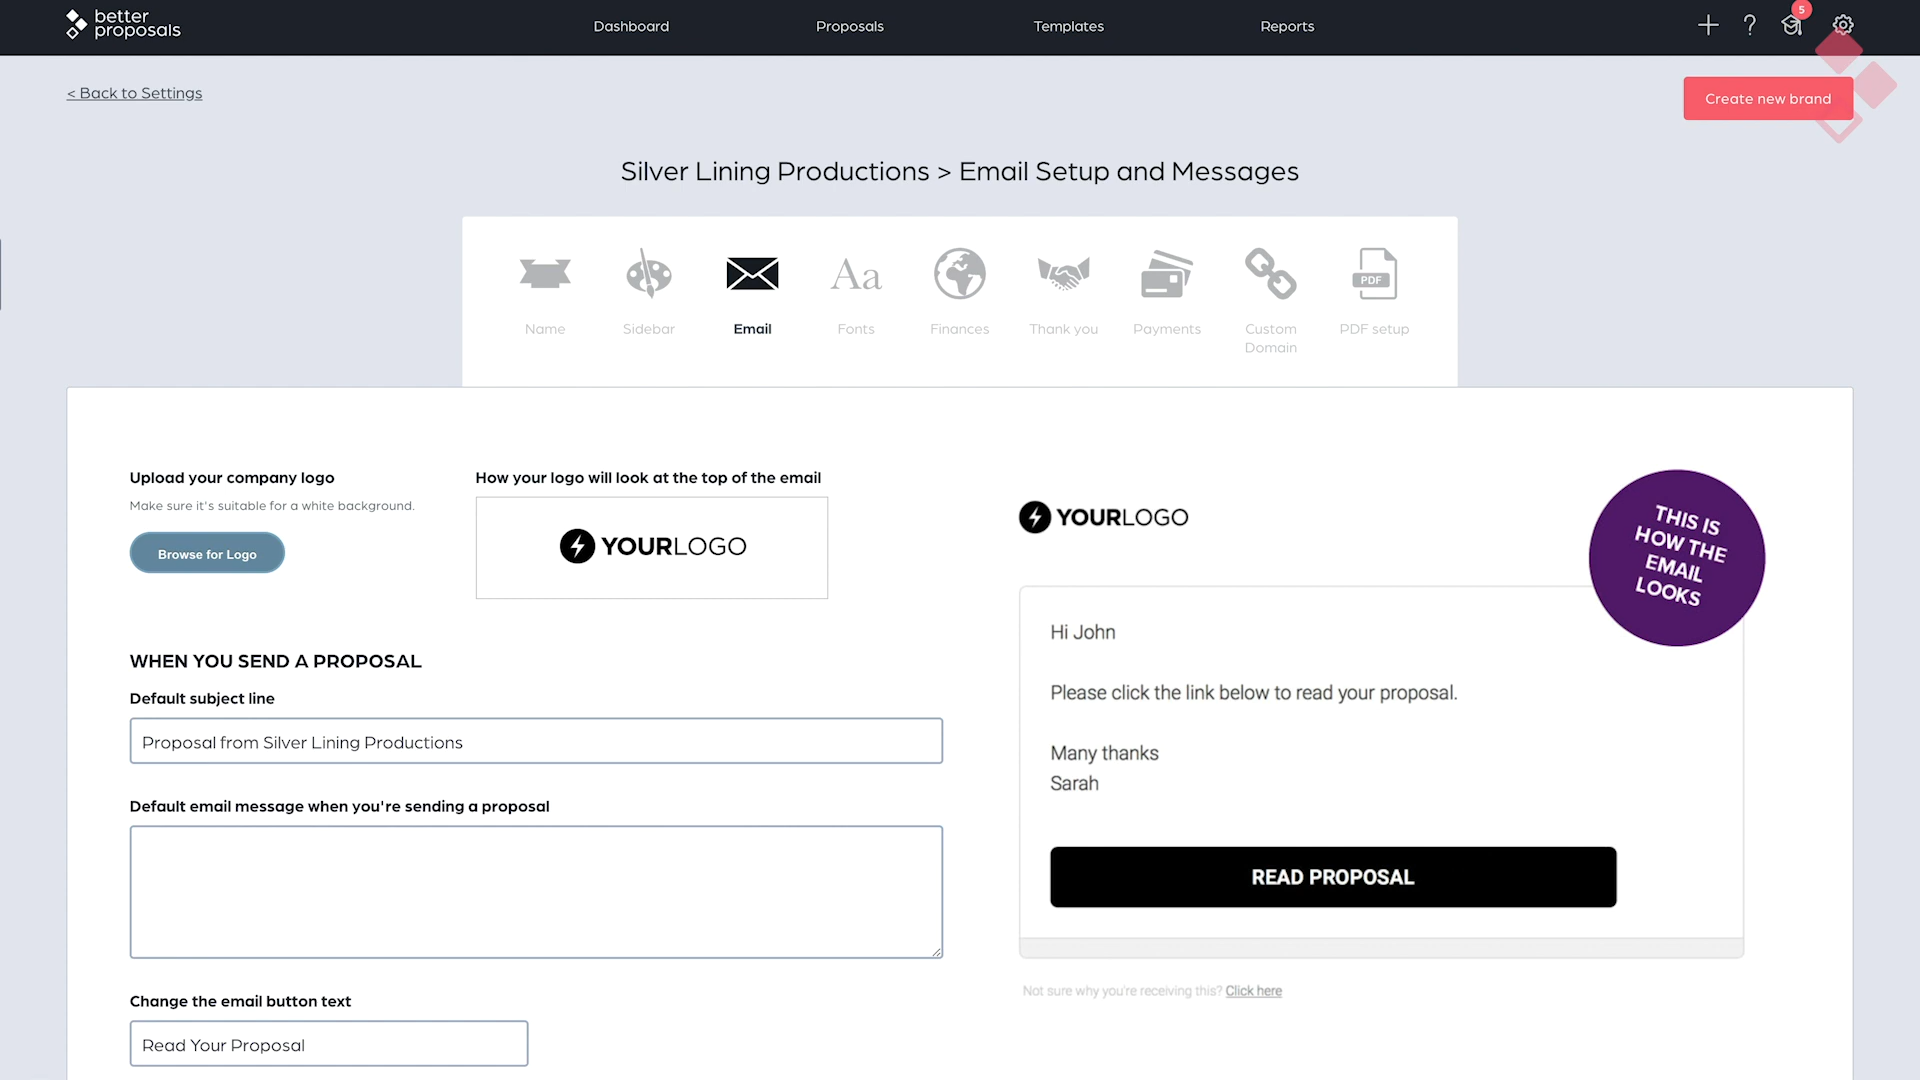 better
proposals
Dashboard
Proposals
Templates
Reports
5
< Back to Settings
Create new brand
Silver Lining Productions > Email Setup and Messages
Name
Sidebar
Email
Aa
Fonts
Finances
Thank you
Payments
Custom
Domain
PDF
PDF setup
Upload your company logo
Make sure it's suitable for a white background.
Browse for Logo
How your logo will look at the top of the email
YOURLOGO
WHEN YOU SEND A PROPOSAL
Default subject line
Proposal from Silver Lining Productions
Default email message when you're sending a proposal
Change the email button text
Read Your Proposal
YOURLOGO
THIS IS
HOW THE
EMAIL
LOOKS
Hi John
Please click the link below to read your proposal.
Many thanks
Sarah
READ PROPOSAL
Not sure why you're receiving this? Click here